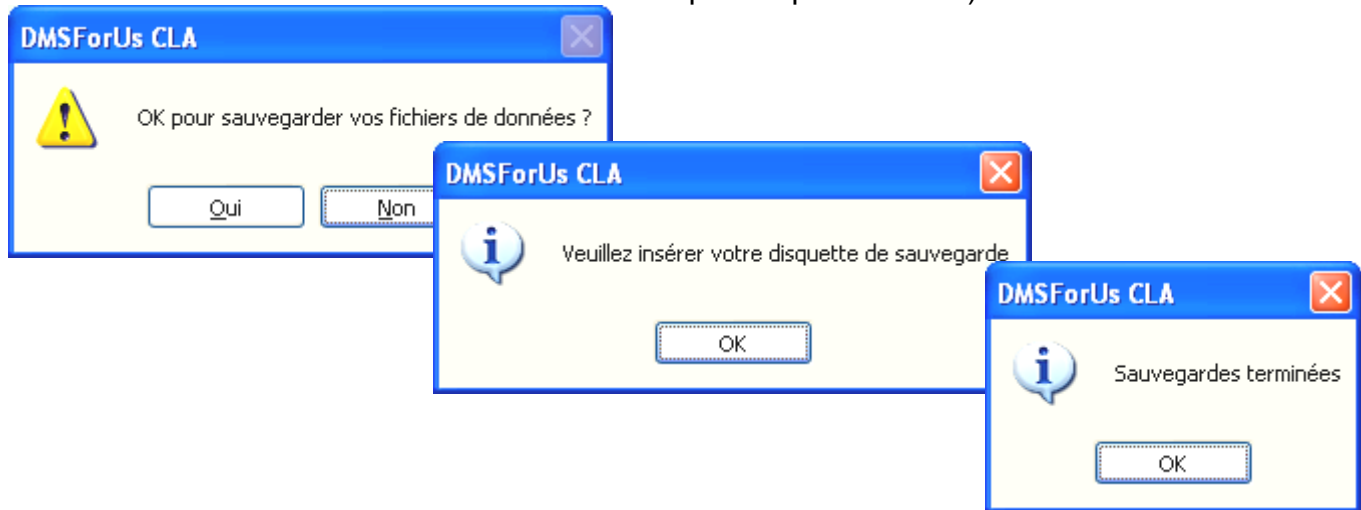 DMSForUs CLA
OK pour sauvegarder vos fichiers de données ?
Oui
Non
DMSForUs CLA
Veuillez insérer votre disquette de sauvegarde
OK
DMSForUs CLA
Sauvegardes terminées
OK